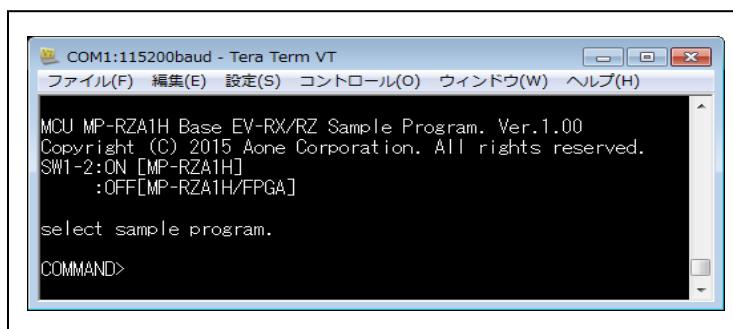 COM1:115200baud - Tera Term VT
ファイル(F) 編集(E) 設定(S) コントロール(O) ウィンドウ(W) ヘルプ(H)
MCU MP-RZA1H Base EV-RX/RZ Sample Program. Ver.1.00
Copyright (C) 2015 Aone Corporation. All rights reserved.
SW1-2:ON [MP-RZA1H]
:OFF[MP-RZA1H/FPGA]
select sample program.
COMMAND>